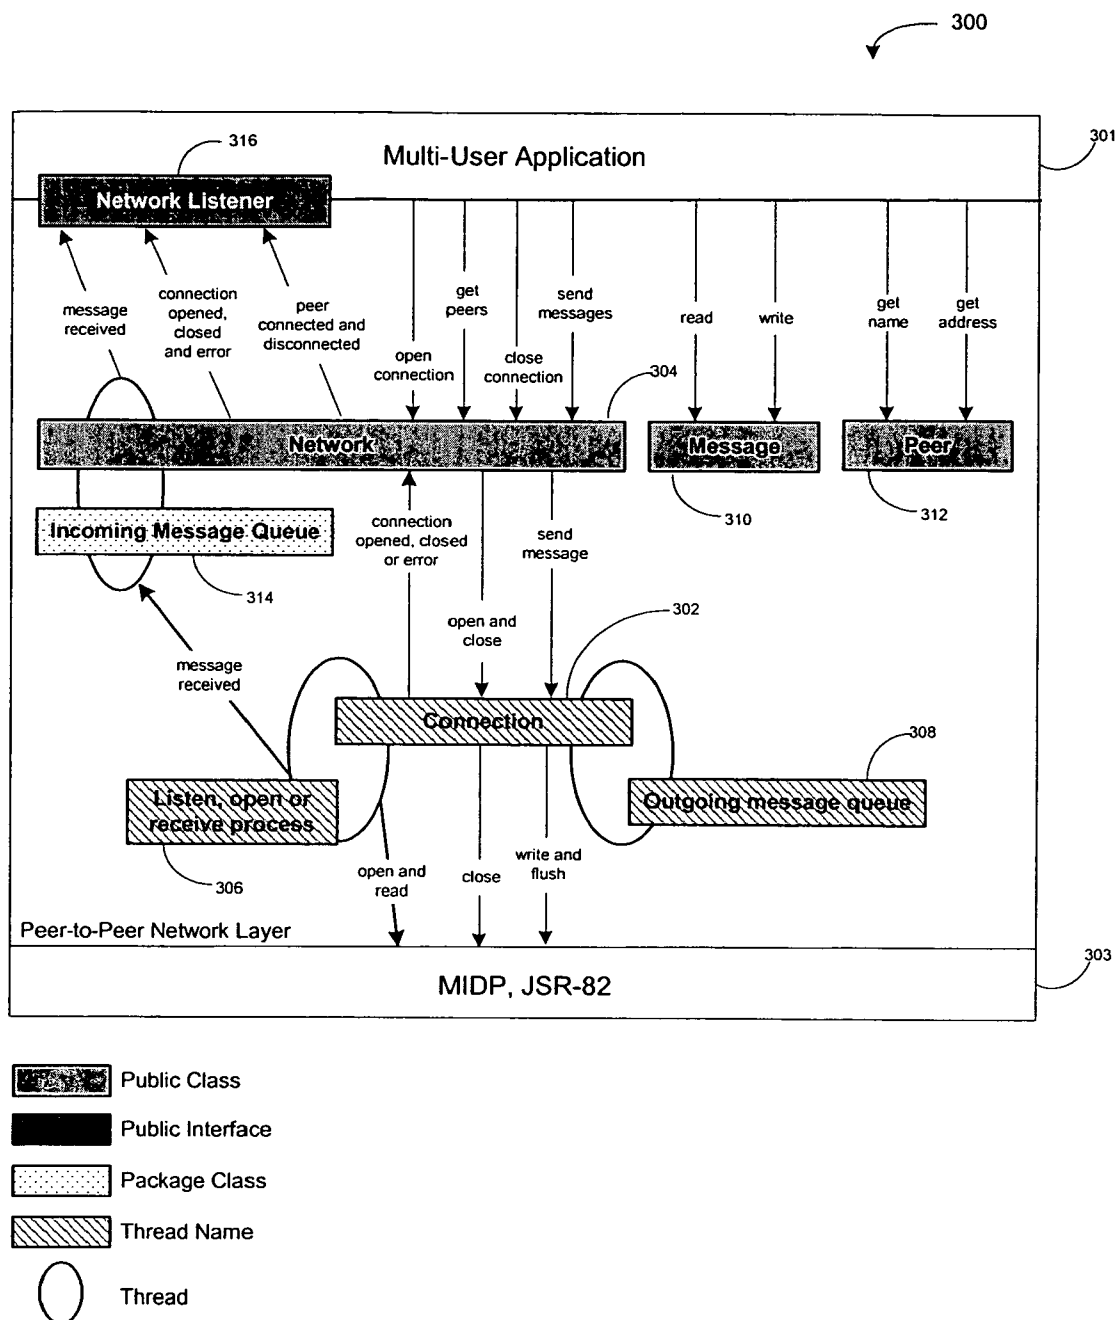 300
301
316
Multi-User Application
Network Listener
message
received
connection
opened,
closed
and error
peer
connected and
disconnected
open
connection
get
peers
close
connection
send
messages
read
write
get
name
get
address
304
Network
Message
Peer
310
312
Incoming Message Queue
314
connection
opened, closed
or error
send
message
open and
close
302
message
received
Connection
308
Listen, open or
receive process
Outgoing message queue
306
open and
read
close
write and
flush
Peer-to-Peer Network Layer
303
MIDP, JSR-82
Public Class
Public Interface
Package Class
Thread Name
Thread